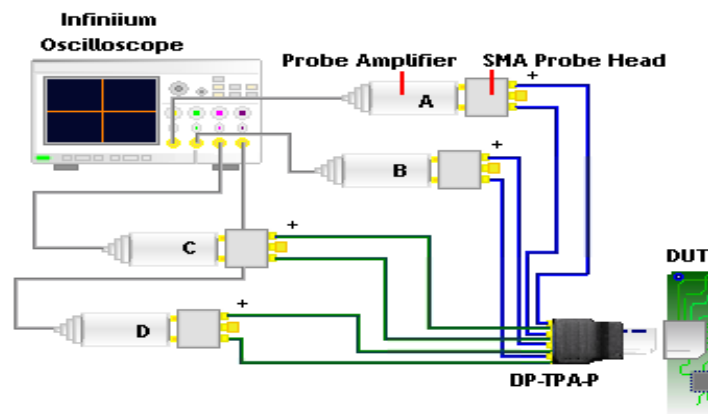 Infiniium
Oscilloscope
Probe Amplifier
SMA Probe Head
+
A
+
B
+
C
DUT
+
D
DP-TPA-P